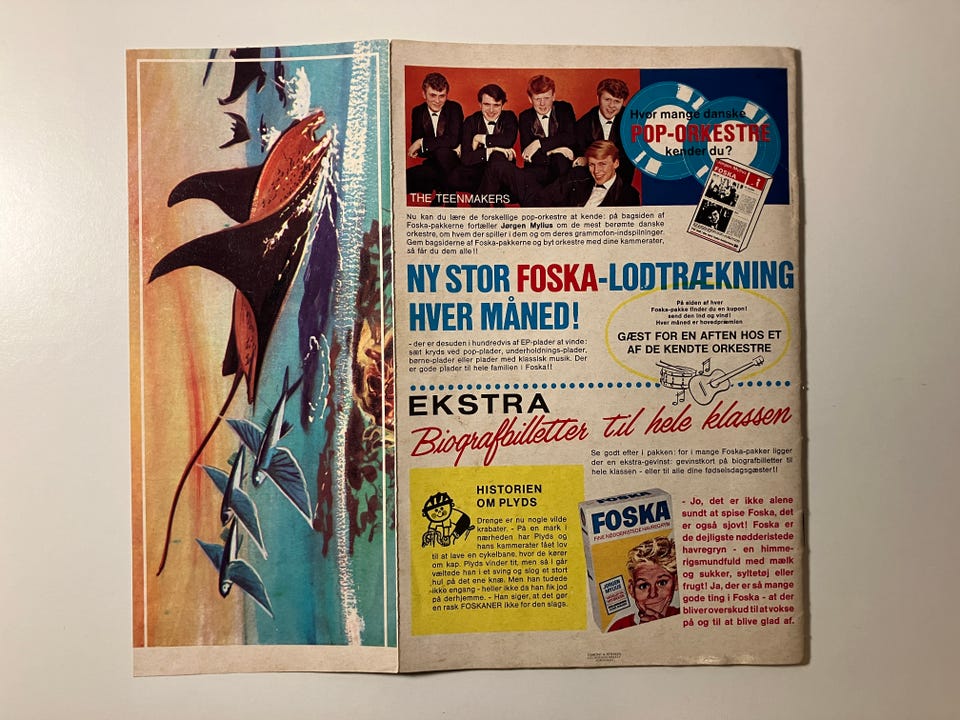 Hvor mange danske
POP-ORKESTRE
kender du?
FOSKA
THE TEENMAKERS
Nu kan du lære de forskellige pop-orkestre at kende: på bagsiden af
Foska-pakkerne fortæller Jørgen Mylius om de mest berømte danske
orkestre, om hvem der spiller i dem og om deres grammofon-indspilninger.
Gem bagsiderne af Foska-pakkerne og byt orkestre med dine kammerater,
så får du dem alle!!
NY STOR FOSKA-LODTRÆKNING
HVER MÅNED!
- der er desuden i hundredvis af EP-plader at vinde:
sæt kryds ved pop-plader, underholdnings-plader,
børne-plader eller plader med klassisk musik. Der
er gode plader til hele familien i Foska!!
På siden af hver
Foska-pakke finder du en kupon!
send den ind og vind!
Hver måned er hovedpræmien
GÆST FOR EN AFTEN HOS ET
AF DE KENDTE ORKESTRE
EKSTRA
Biografbilletter til hele klassen
Se godt efter i pakken: for i mange Foska-pakker ligger
der en ekstra-gevinst: gevinstkort på biografbilletter til
hele klassen - eller til alle dine fødselsdagsgæster!!
HISTORIEN
OM PLYDS
Drenge er nu nogle vilde
krabater. - På en mark i
nærheden har Plyds og
hans kammerater fået lov
til at lave en cykelbane, hvor de kører
om kap. Plyds vinder tit, men så i går
væltede han i et sving og slog et stort
hul på det ene knæ. Men han tudede
ikke engang - heller ikke da han fik jod
på derhjemme. - Han siger, at det gør
en rask FOSKANER ikke for den slags.
FOSKA
FINE NØDDERISTEDE HAVREGRYN
JØRGEN
MYLIUS
- Jo, det er ikke alene
sundt at spise Foska, det
er også sjovt! Foska er
de dejligste nødderistede
havregryn - en himme-
rigsmundfuld med mælk
og sukker, syltetøj eller
frugt! Ja, der er så mange
gode ting i Foska - at der
bliver overskud til at vokse
på og til at blive glad af.